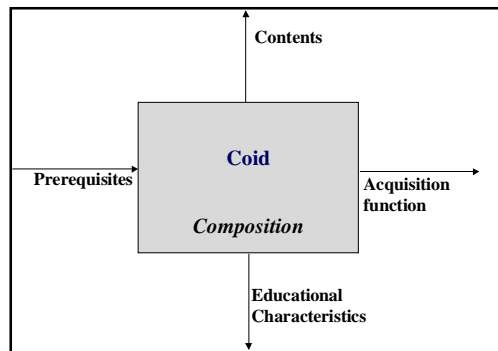 Contents
Coid
Prerequisites
Acquisition
function
Composition
Educational
Characteristics